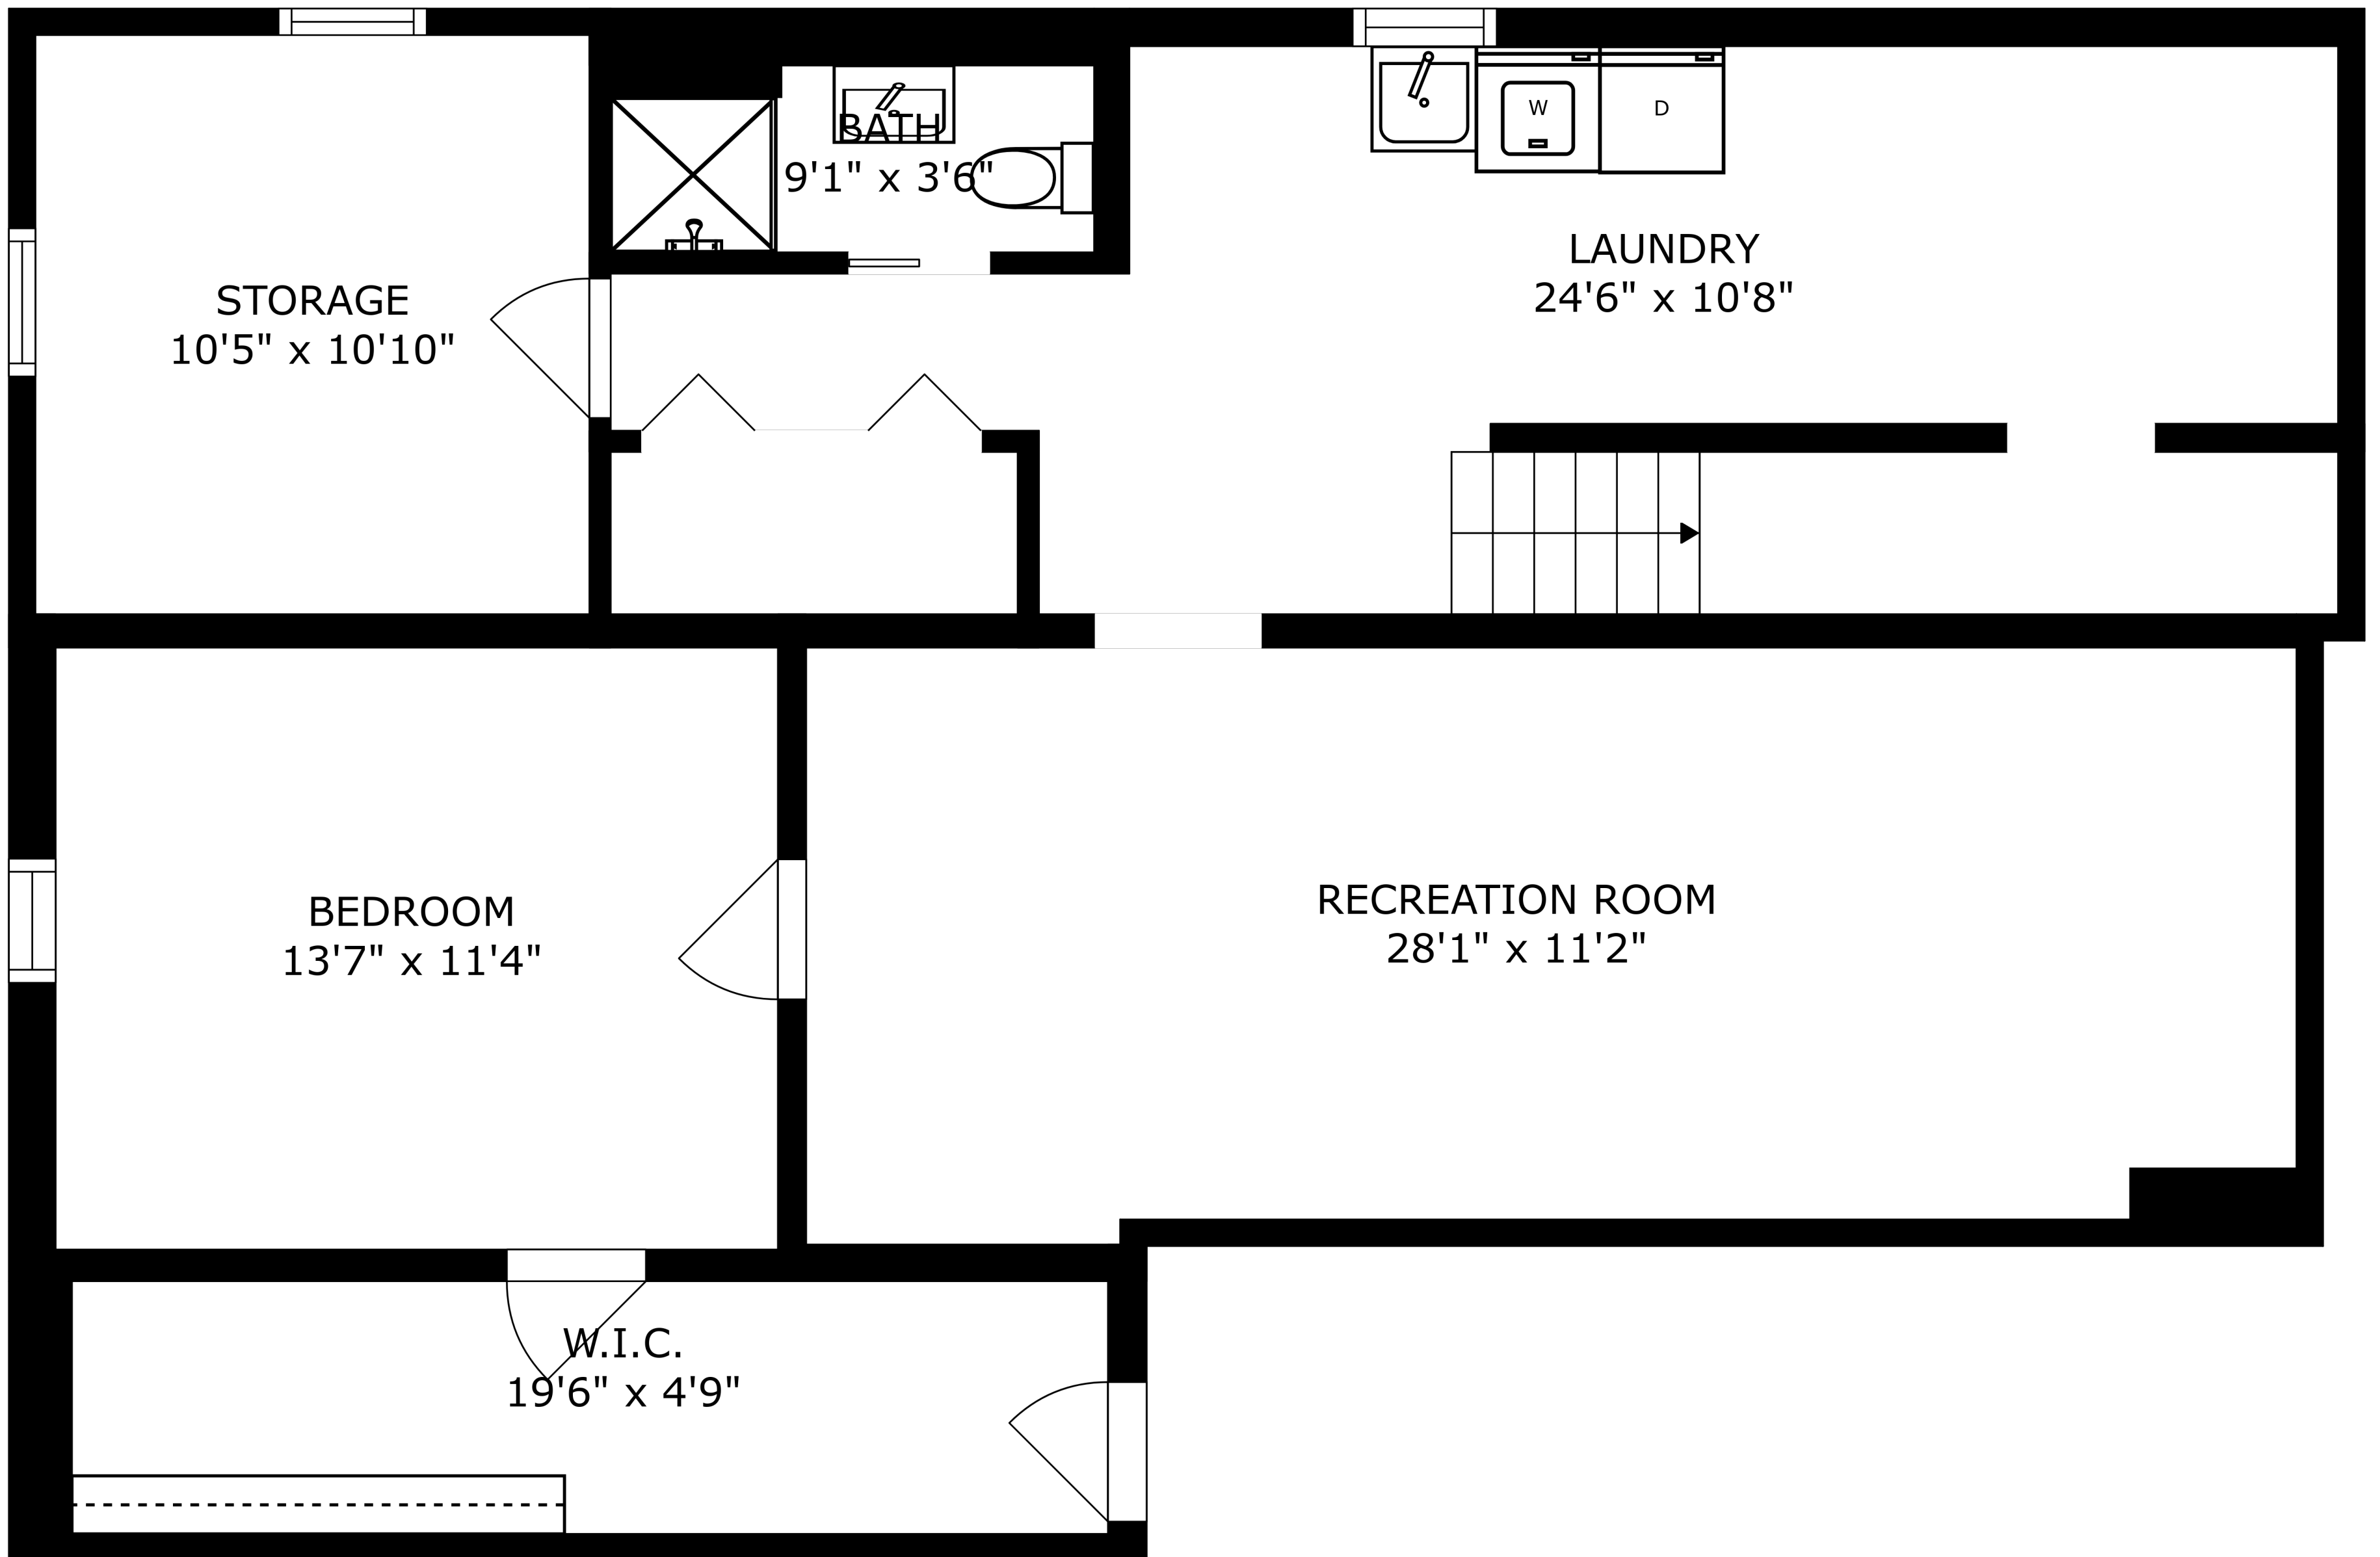 BATH
9'1" x 3'6"
W
D
LAUNDRY
24'6" x 10'8"
STORAGE
10'5" x 10'10"
BEDROOM
13'7" x 11'4"
RECREATION ROOM
28'1" x 11'2"
W.I.C.
19'6" x 4'9"